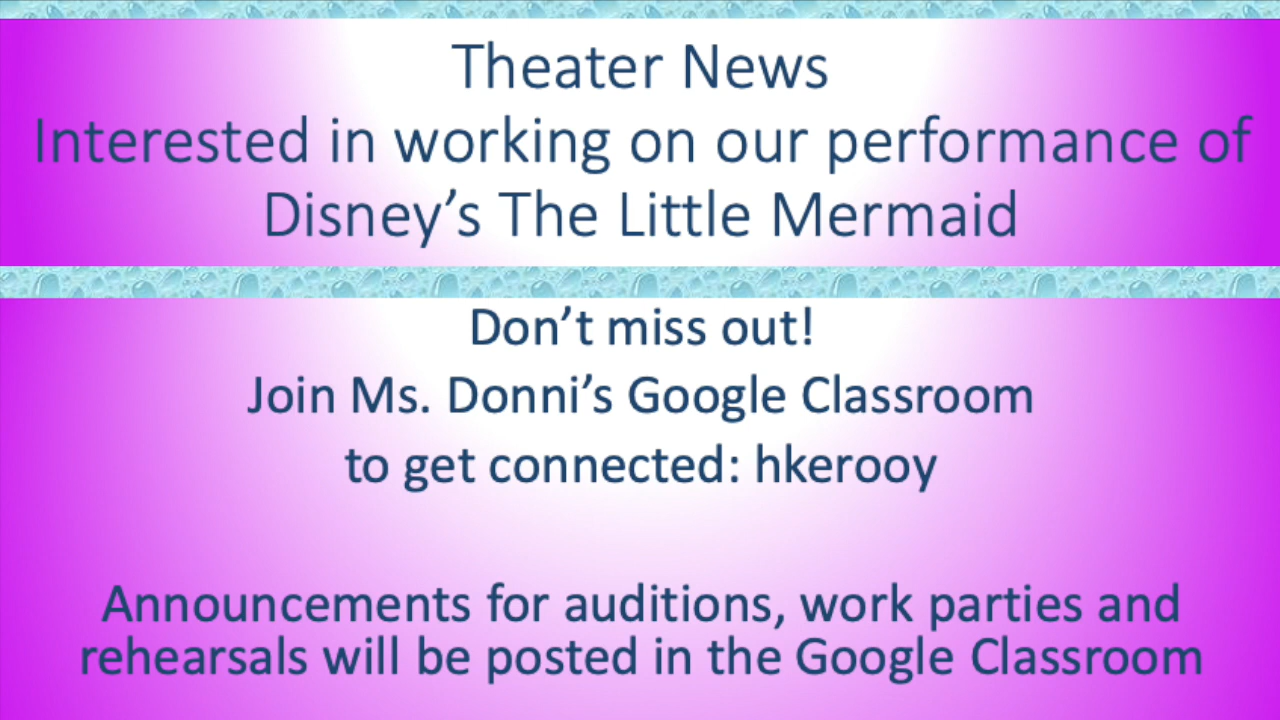 Theater News
Interested in working on our performance of
Disney’s The Little Mermaid
Don’t miss out!
Join Ms. Donni’s Google Classroom
to get connected: hkerooy
Announcements for auditions, work parties and
rehearsals will be posted in the Google Classroom